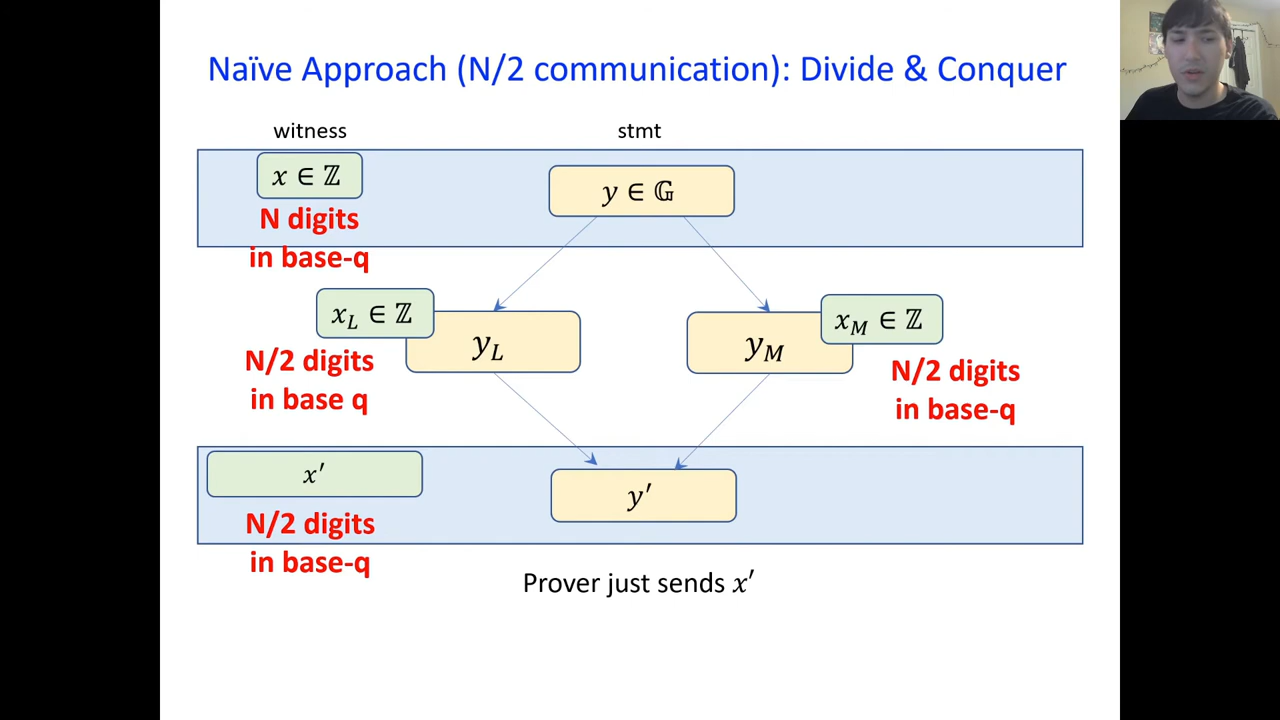 Naïve Approach (N/2 communication): Divide & Conquer
witness
stmt
x ∈ ℤ
y ∈ 𝔾
N digits
in base-q
x_L ∈ ℤ
y_L
N/2 digits
in base q
y_M
x_M ∈ ℤ
N/2 digits
in base-q
x′
y′
N/2 digits
in base-q
Prover just sends x′